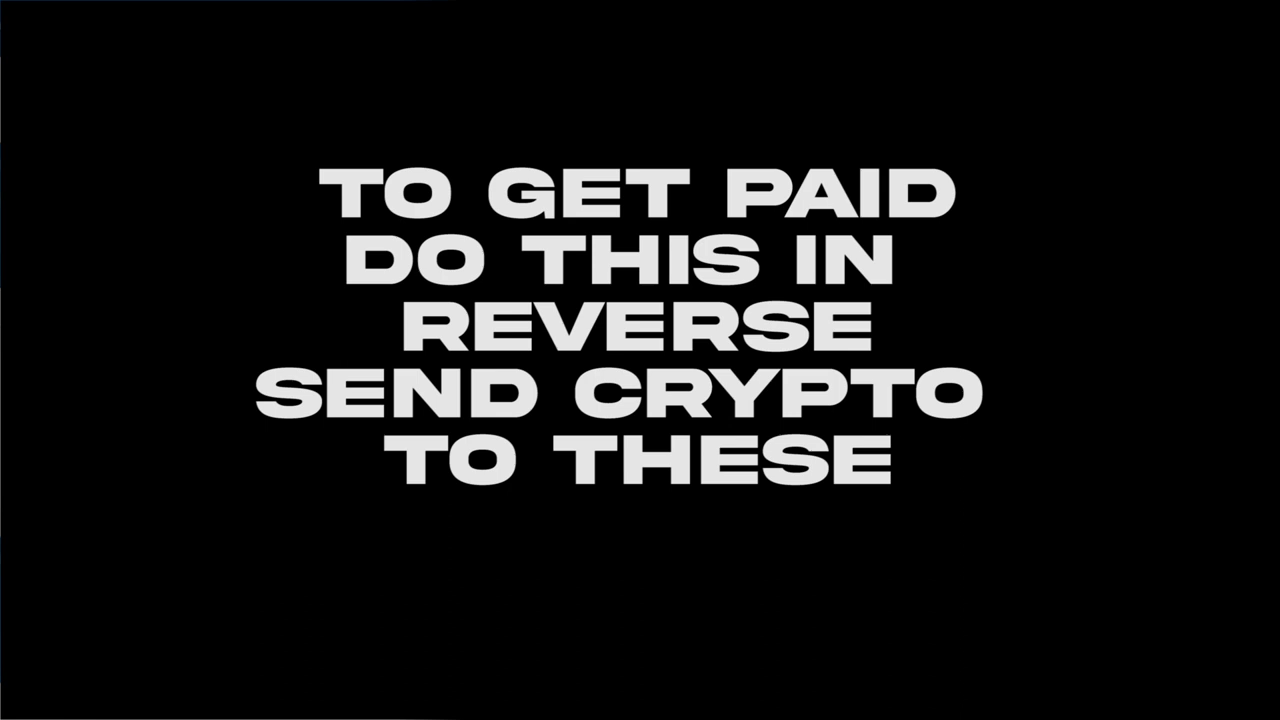 TO GET PAID
DO THIS IN
REVERSE
SEND CRYPTO
TO THESE